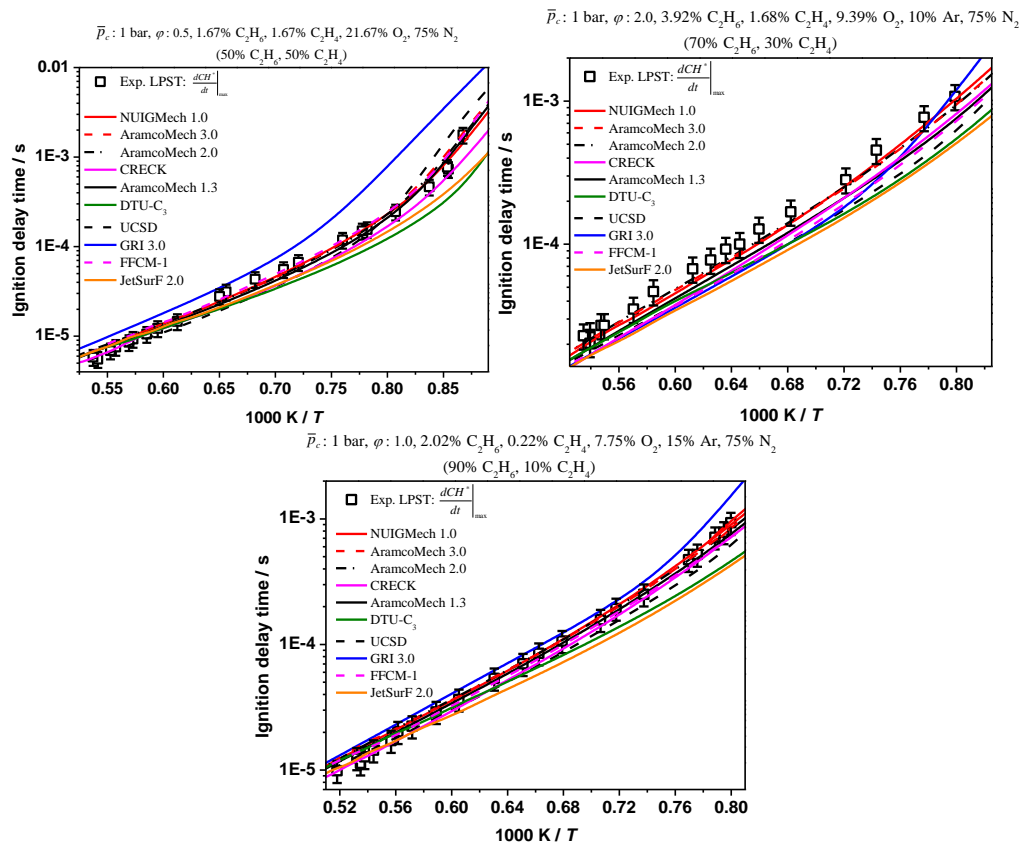 p̅c : 1 bar, φ : 0.5, 1.67% C2H6, 1.67% C2H4, 21.67% O2, 75% N2
(50% C2H6, 50% C2H4)
0.01
1E-3
1E-4
1E-5
Ignition delay time / s
Exp. LPST: dCH*/dt|max
NUIGMech 1.0
AramcoMech 3.0
AramcoMech 2.0
CRECK
AramcoMech 1.3
DTU-C3
UCSD
GRI 3.0
FFCM-1
JetSurF 2.0
0.55 0.60 0.65 0.70 0.75 0.80 0.85
1000 K / T
p̅c : 1 bar, φ : 2.0, 3.92% C2H6, 1.68% C2H4, 9.39% O2, 10% Ar, 75% N2
(70% C2H6, 30% C2H4)
1E-3
1E-4
Ignition delay time / s
Exp. LPST: dCH*/dt|max
NUIGMech 1.0
AramcoMech 3.0
AramcoMech 2.0
CRECK
AramcoMech 1.3
DTU-C3
UCSD
GRI 3.0
FFCM-1
JetSurF 2.0
0.56 0.60 0.64 0.68 0.72 0.76 0.80
1000 K / T
p̅c : 1 bar, φ : 1.0, 2.02% C2H6, 0.22% C2H4, 7.75% O2, 15% Ar, 75% N2
(90% C2H6, 10% C2H4)
1E-3
1E-4
1E-5
Ignition delay time / s
Exp. LPST: dCH*/dt|max
NUIGMech 1.0
AramcoMech 3.0
AramcoMech 2.0
CRECK
AramcoMech 1.3
DTU-C3
UCSD
GRI 3.0
FFCM-1
JetSurF 2.0
0.52 0.56 0.60 0.64 0.68 0.72 0.76 0.80
1000 K / T